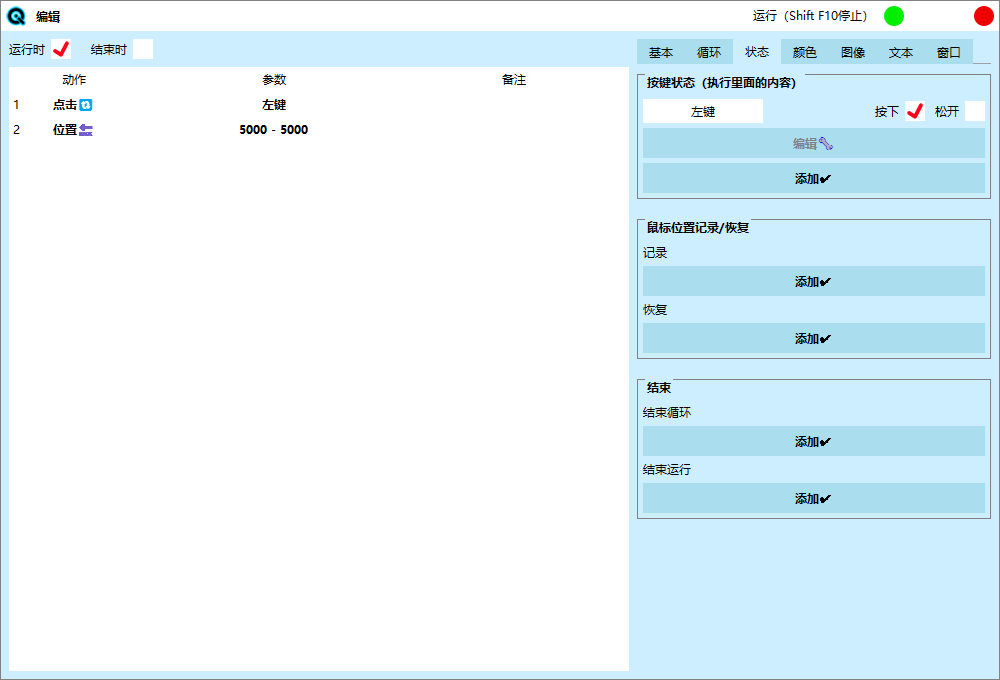 编辑
运行（Shift F10停止）
运行时 结束时
基本 循环 状态 颜色 图像 文本 窗口
动作 参数 备注
1 点击 左键
2 位置 5000 - 5000
按键状态（执行里面的内容）
左键 按下 松开
编辑
添加✔
鼠标位置记录/恢复
记录
添加✔
恢复
添加✔
结束
结束循环
添加✔
结束运行
添加✔